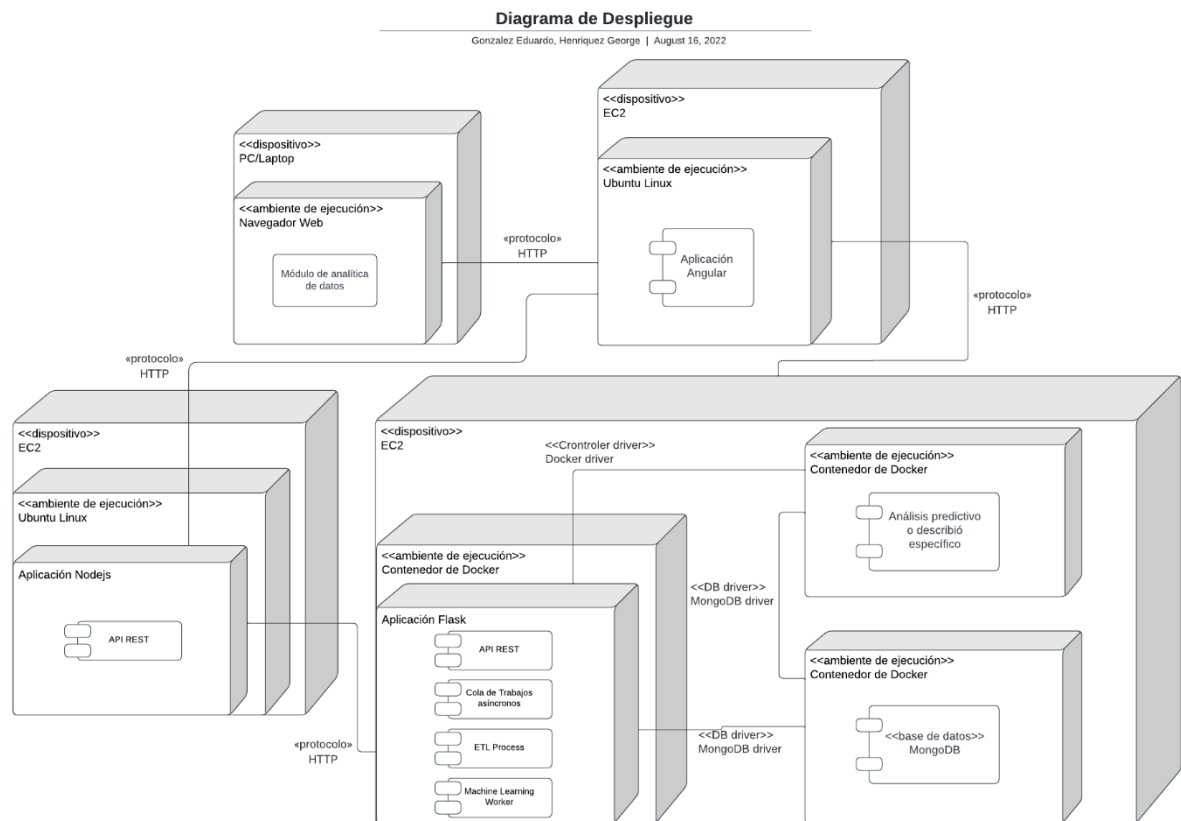 Diagrama de Despliegue
Gonzalez Eduardo, Henriquez George | August 16, 2022
<<dispositivo>>
EC2
<<ambiente de ejecución>>
Ubuntu Linux
Aplicación
Angular
<<dispositivo>>
PC/Laptop
<<ambiente de ejecución>>
Navegador Web
Módulo de analítica
de datos
«protocolo»
HTTP
«protocolo»
HTTP
«protocolo»
HTTP
<<dispositivo>>
EC2
<<ambiente de ejecución>>
Ubuntu Linux
Aplicación Nodejs
API REST
«protocolo»
HTTP
<<dispositivo>>
EC2
<<Crontroler driver>>
Docker driver
<<ambiente de ejecución>>
Contenedor de Docker
Aplicación Flask
API REST
Cola de Trabajos
asíncronos
ETL Process
Machine Learning
Worker
<<ambiente de ejecución>>
Contenedor de Docker
Análisis predictivo
o describió
específico
<<DB driver>>
MongoDB driver
<<DB driver>>
MongoDB driver
<<ambiente de ejecución>>
Contenedor de Docker
<<base de datos>>
MongoDB